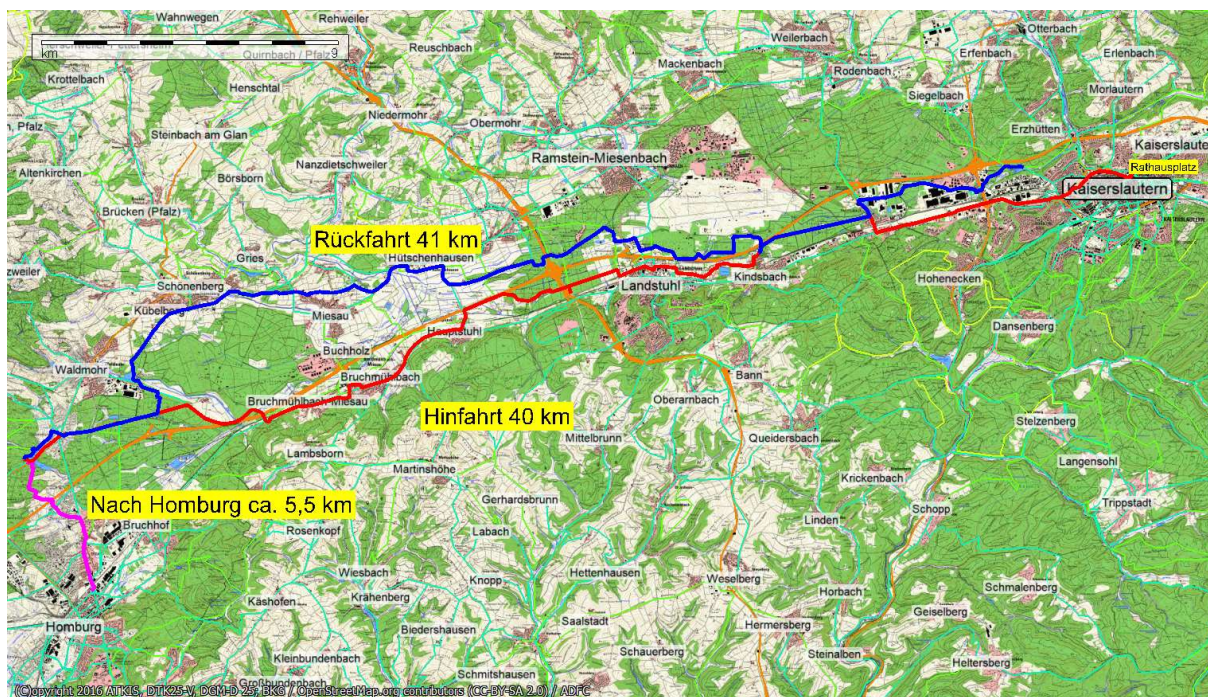 Wahnwegen
Rehweiler
Otterbach
Reuschbach
Weilerbach
Erfenbach
Erlenbach
km
9
Quirnbach / Pfalz
Mackenbach
Rodenbach
Krottelbach
Henschtal
Siegelbach
Morlautern
Niedermohr
Obermohr
Steinbach am Glan
Erzhütten
Nanzdietschweiler
Ramstein-Miesenbach
Kaiserslaute
Altenkirchen
Börsborn
Rathausplatz
Kaiserslautern
Brücken (Pfalz)
Rückfahrt 41 km
Gries
Hütschenhausen
Schönenberg
Kindsbach
Hohenecken
Landstuhl
Kübelberg
Miesau
Dansenberg
Hauptstuhl
Buchholz
Waldmohr
Bruchmühlbach
Bann
Bruchmühlbach-Miesau
Oberarnbach
Hinfahrt 40 km
Stelzenberg
Mittelbrunn
Queidersbach
Lambsborn
Langensohl
Martinshöhe
Krickenbach
Nach Homburg ca. 5,5 km
Gerhardsbrunn
Trippstadt
Bruchhof
Schopp
Rosenkopf
Labach
Linden
Wiesbach
Knopp
Hettenhausen
Weselberg
Schmalenberg
Käshofen
Krähenberg
Horbach
Geiselberg
Homburg
Biedershausen
Saalstadt
Hermersberg
Kleinbundenbach
Schauerberg
Steinalben
Heltersberg
Schmitshausen
Großbundenbach
(C)opyright 2016 ATKIS, DTK25-V, DGM-D 25, BKG / OpenStreetMap.org contributors (CC-BY-SA 2.0) / ADFC